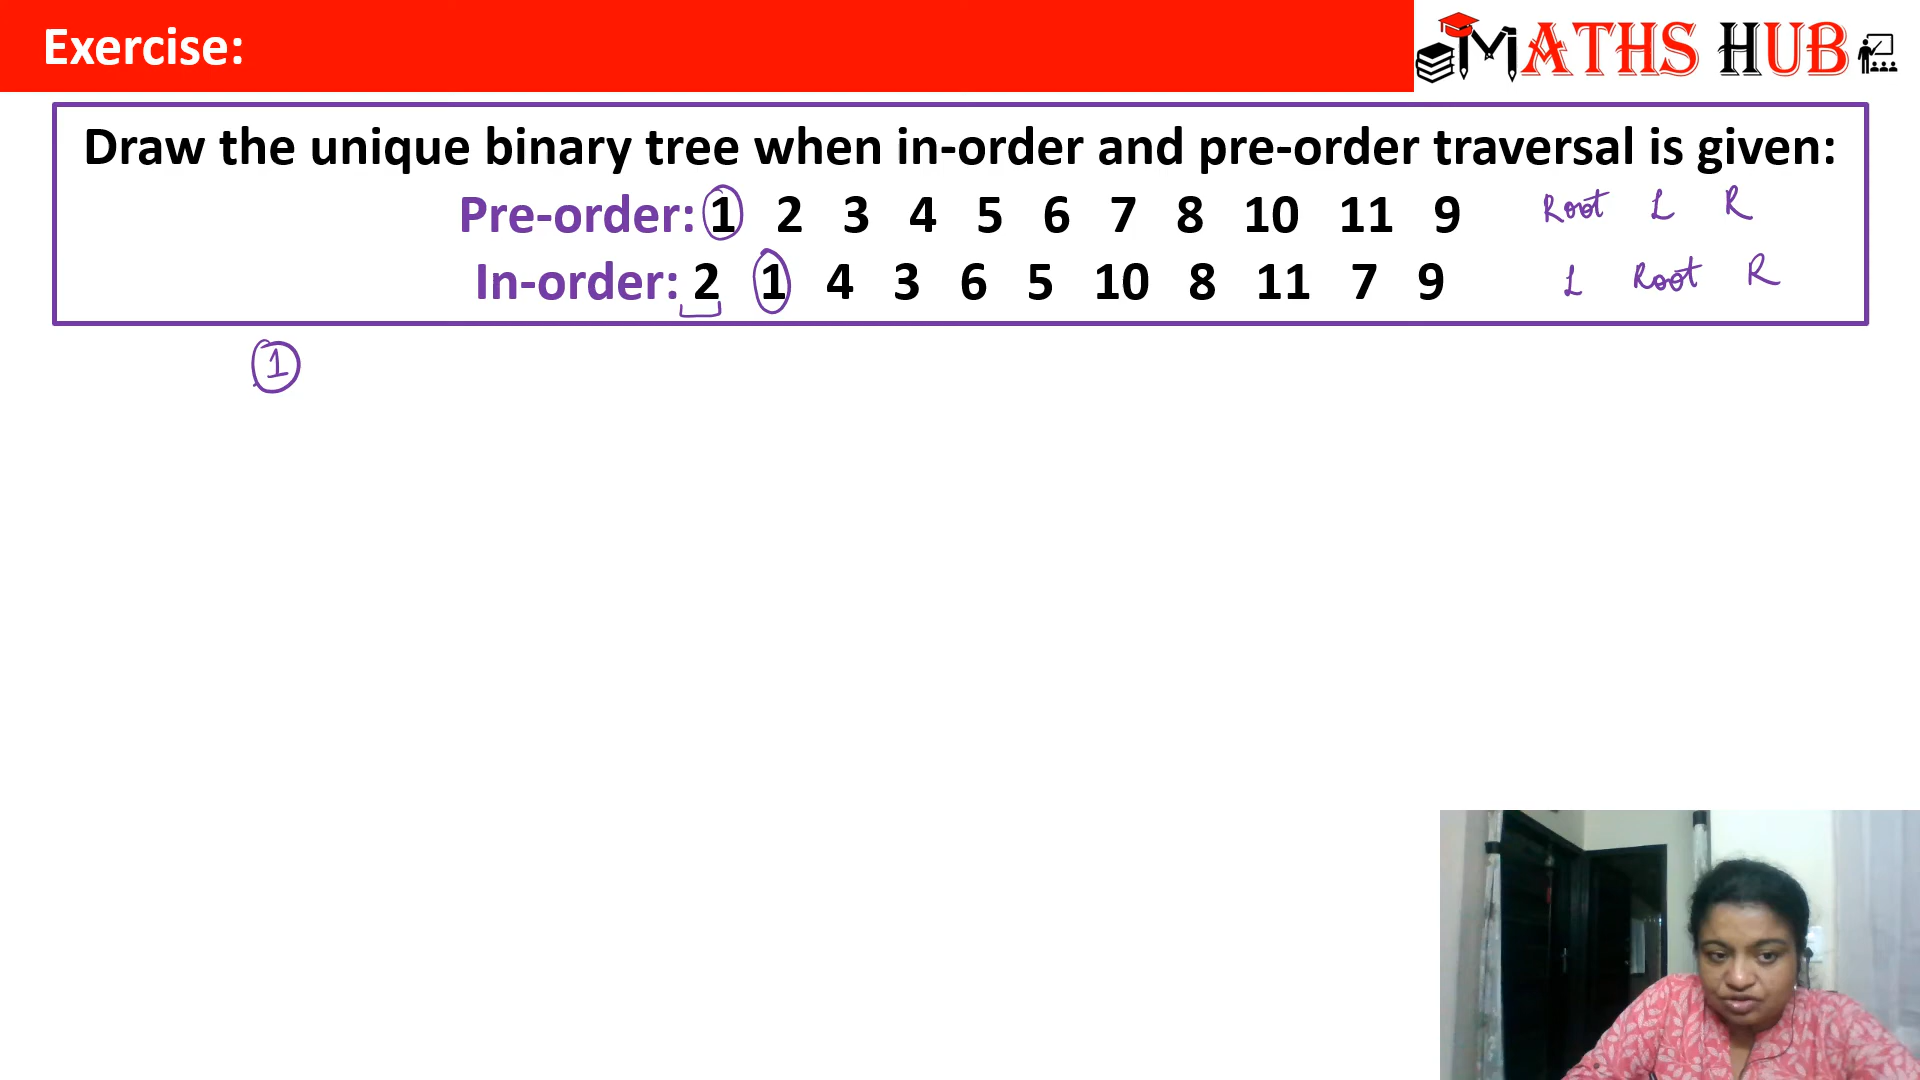 Exercise:
MATHS HUB
Draw the unique binary tree when in-order and pre-order traversal is given:
Pre-order: 1 2 3 4 5 6 7 8 10 11 9 Root L R
In-order: 2 1 4 3 6 5 10 8 11 7 9 L Root R
1